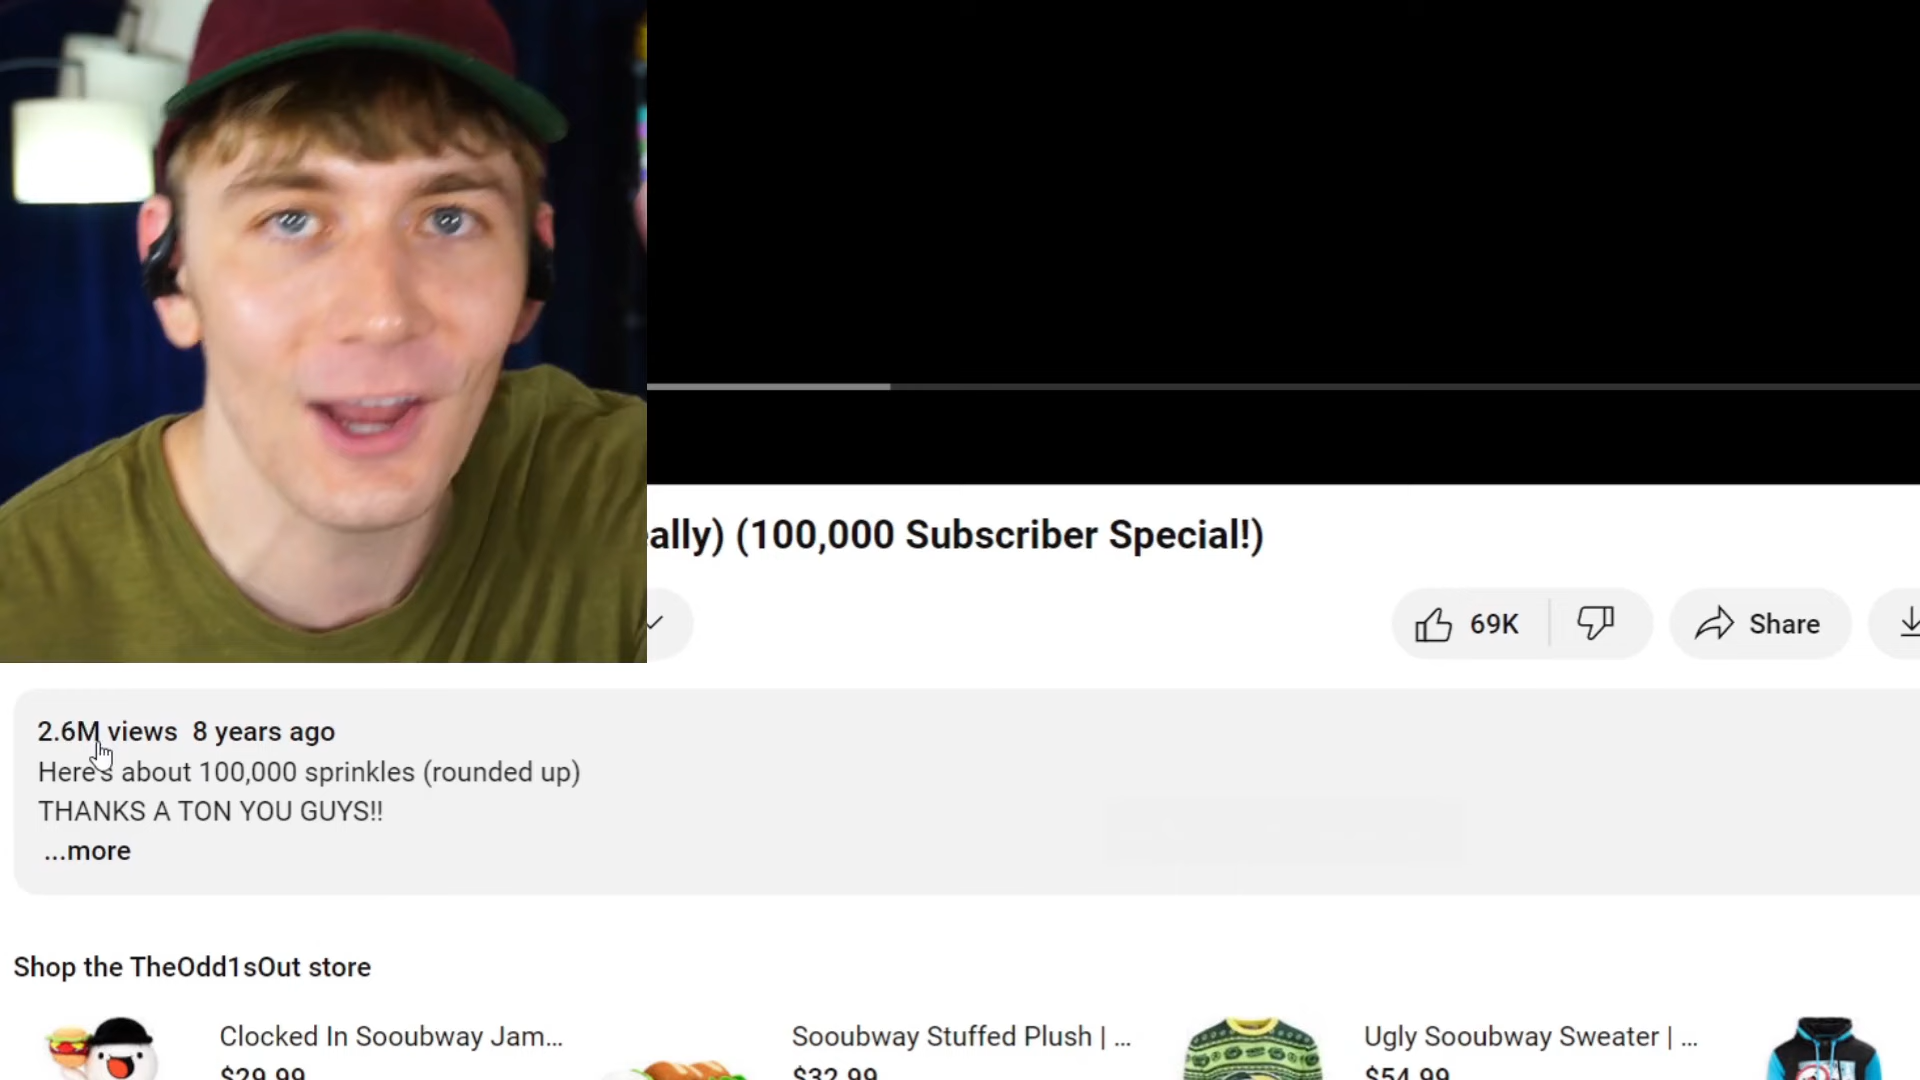 ally) (100,000 Subscriber Special!)
69K
Share
2.6M views 8 years ago
Here's about 100,000 sprinkles (rounded up)
THANKS A TON YOU GUYS!!
...more
Shop the TheOdd1sOut store
Clocked In Sooubway Jam...
$29.99
Sooubway Stuffed Plush | ...
$32.99
Ugly Sooubway Sweater | ...
$54.99